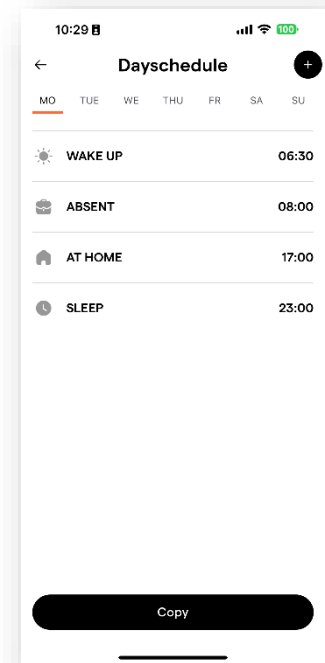 10:29 100
Dayschedule
MO TUE WE THU FR SA SU
WAKE UP 06:30
ABSENT 08:00
AT HOME 17:00
SLEEP 23:00
Copy